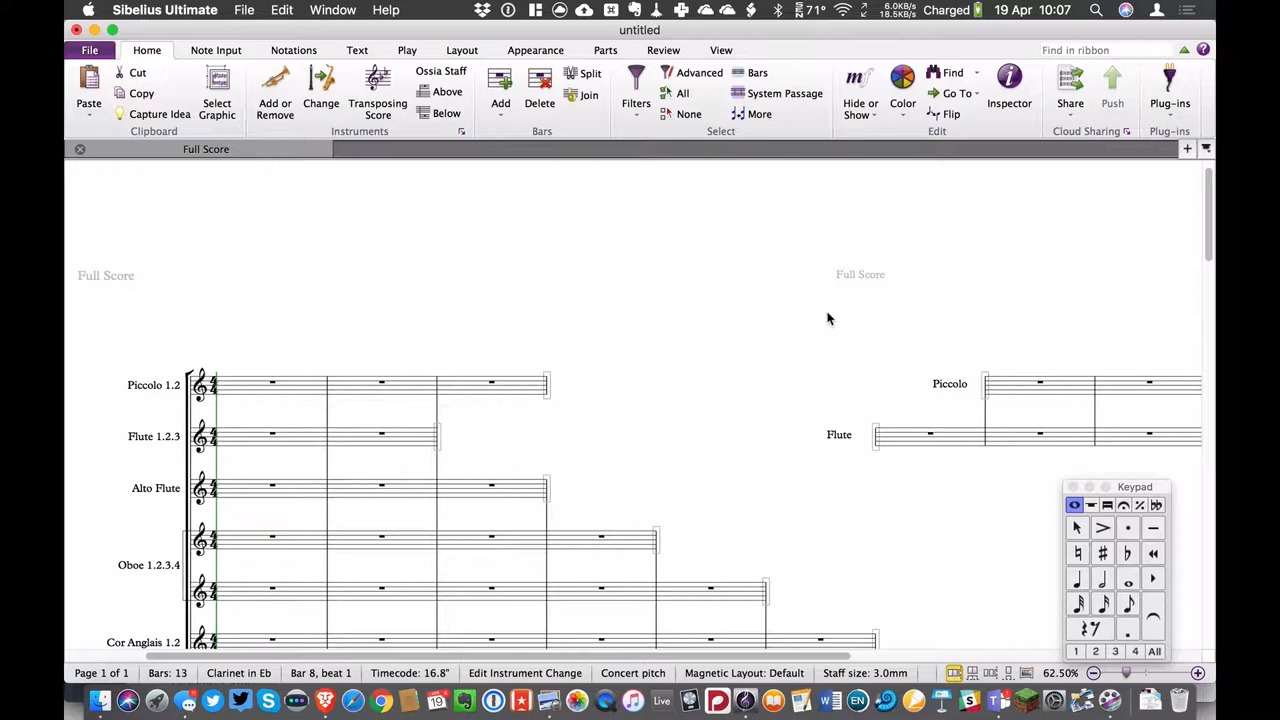 Sibelius Ultimate File Edit Window Help 71° 6.0KB/s 18.5KB/s Charged 19 Apr 10:07
untitled
File Home Note Input Notations Text Play Layout Appearance Parts Review View Find in ribbon
Paste Cut Copy Capture Idea Select Graphic
Clipboard
Add or Remove Change Transposing Score Ossia Staff Above Below
Instruments
Add Delete Split Join
Bars
Filters Advanced All None Bars System Passage More
Select
Hide or Show Color Find Go To Flip Inspector
Edit
Share Push
Cloud Sharing
Plug-ins
Plug-ins
Full Score
Full Score
Full Score
Piccolo 1.2
Piccolo
Flute 1.2.3
Flute
Alto Flute
Oboe 1.2.3.4
Cor Anglais 1.2
Keypad
1 2 3 4 All
Page 1 of 1 Bars: 13 Clarinet in Eb Bar 8, beat 1 Timecode: 16.8" Edit Instrument Change Concert pitch Magnetic Layout: Default Staff size: 3.0mm 62.50%
Live